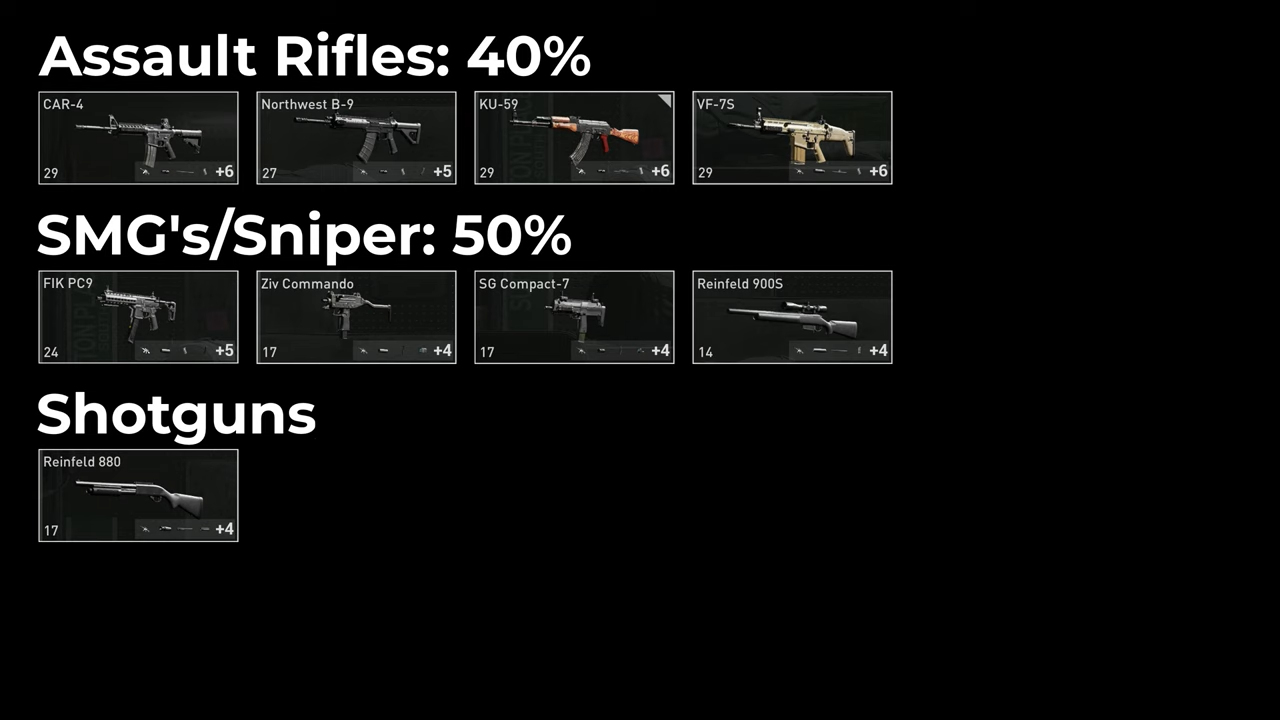 Assault Rifles: 40%
CAR-4 Northwest B-9 KU-59 VF-7S
29 +6 27 +5 29 +6 29 +6
SMG's/Sniper: 50%
FIK PC9 Ziv Commando SG Compact-7 Reinfeld 900S
24 +5 17 +4 17 +4 14 +4
Shotguns
Reinfeld 880
17 +4